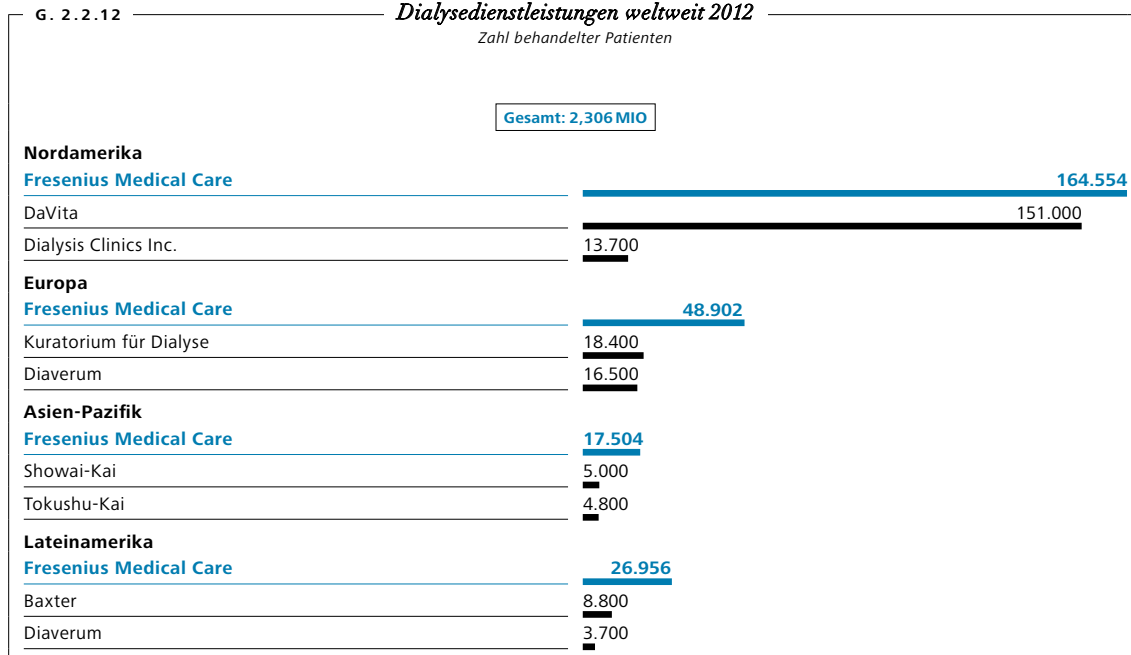 G. 2.2.12
Dialysedienstleistungen weltweit 2012
Zahl behandelter Patienten
Gesamt: 2,306 MIO
Nordamerika
Fresenius Medical Care 164.554
DaVita 151.000
Dialysis Clinics Inc. 13.700
Europa
Fresenius Medical Care 48.902
Kuratorium für Dialyse 18.400
Diaverum 16.500
Asien-Pazifik
Fresenius Medical Care 17.504
Showai-Kai 5.000
Tokushu-Kai 4.800
Lateinamerika
Fresenius Medical Care 26.956
Baxter 8.800
Diaverum 3.700